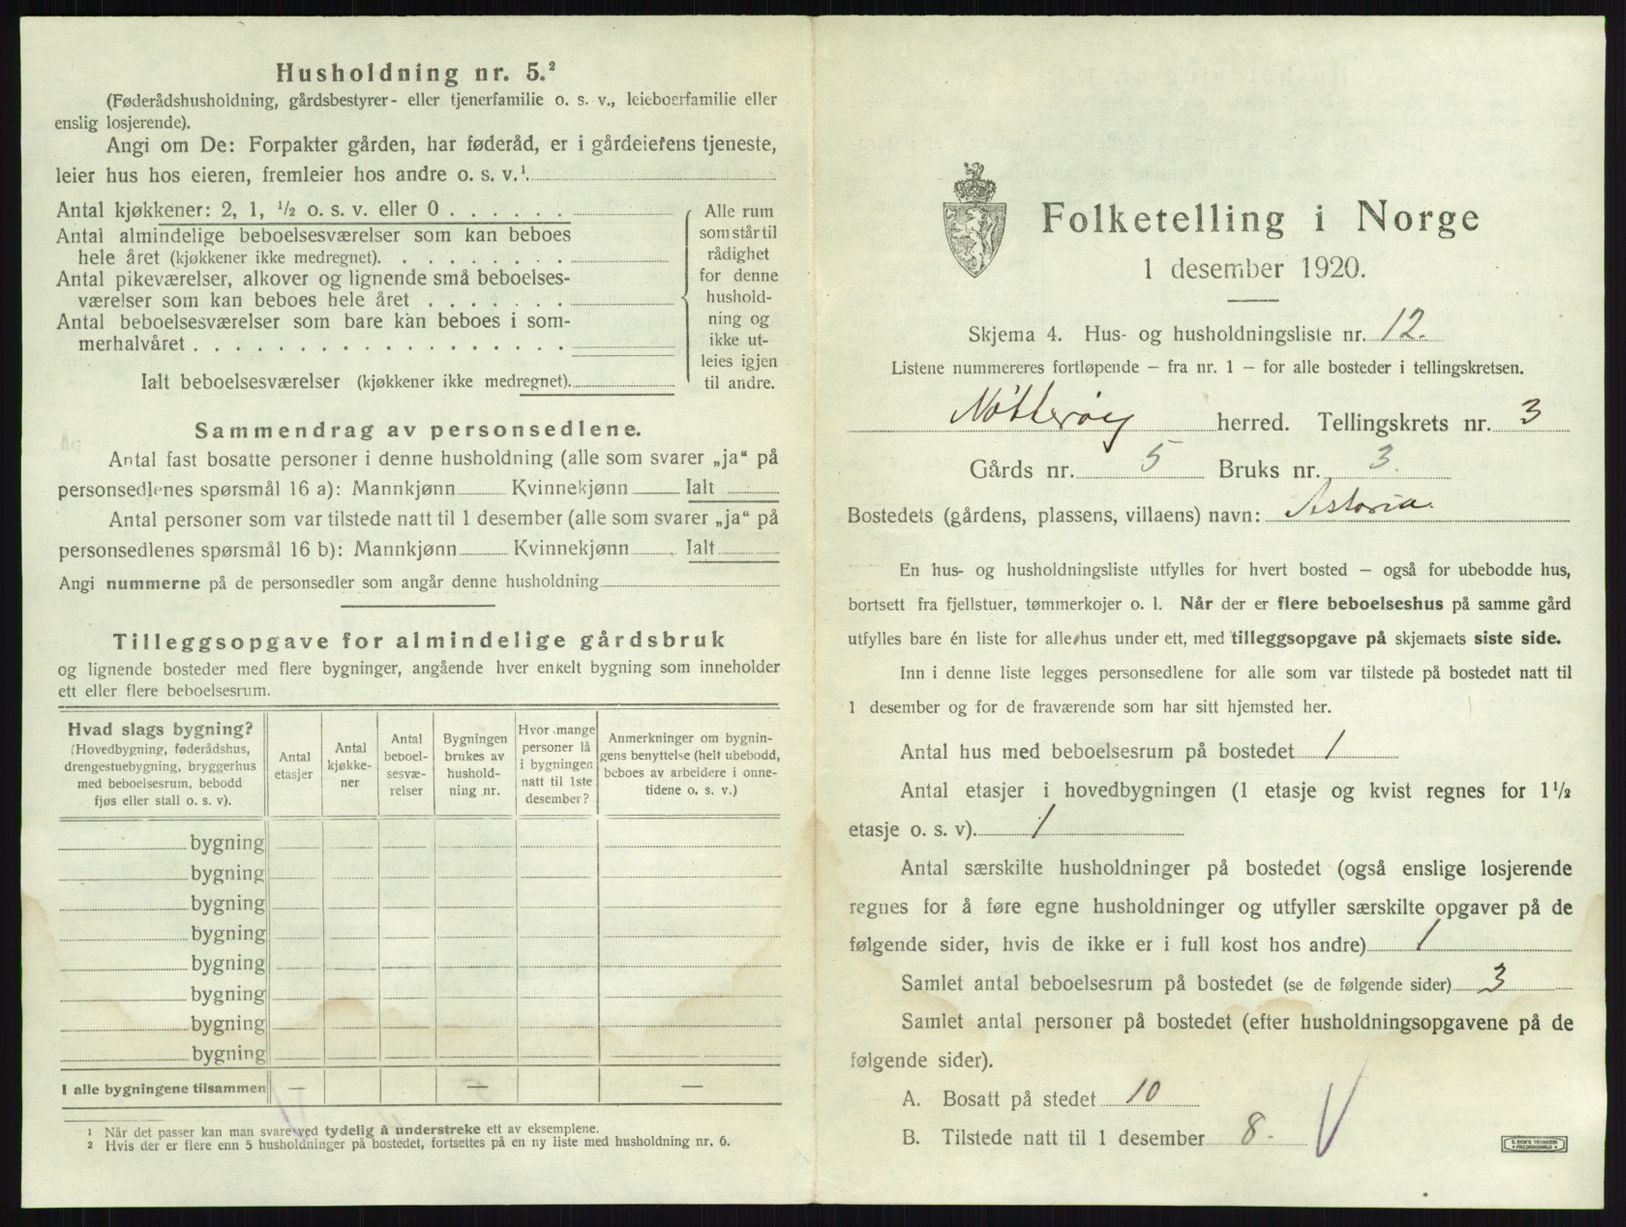 Husholdning nr. 5.²
(Føderådshusholdning, gårdsbestyrer- eller tjenerfamilie o. s. v., leieboerfamilie eller
enslig losjerende).
Angi om De: Forpakter gården, har føderåd, er i gårdeierens tjeneste,
leier hus hos eieren, fremleier hos andre o. s. v.¹.
Antal kjøkkener: 2, 1, ½ o. s. v. eller 0 . . . . . .
Antal almindelige beboelsesværelser som kan beboes
hele året (kjøkkener ikke medregnet). . . . . . . . .
Antal pikeværelser, alkover og lignende små beboelses-
værelser som kan beboes hele året . . . . . . .
Antal beboelsesværelser som bare kan beboes i som-
merhalvåret . . . . . . . . . . . . . . . . . .
Ialt beboelsesværelser (kjøkkener ikke medregnet).
Alle rum
som står til
rådighet
for denne
hushold-
ning og
ikke ut-
leies igjen
til andre.
Sammendrag av personsedlene.
Antal fast bosatte personer i denne husholdning (alle som svarer „ja“ på
personsedlenes spørsmål 16 a): Mannkjønn Kvinnekjønn Ialt
Antal personer som var tilstede natt til 1 desember (alle som svarer „ja“ på
personsedlenes spørsmål 16 b): Mannkjønn Kvinnekjønn Ialt
Angi nummerne på de personsedler som angår denne husholdning
Tilleggsopgave for almindelige gårdsbruk
og lignende bosteder med flere bygninger, angående hver enkelt bygning som inneholder
ett eller flere beboelsesrum.
Hvad slags bygning?
(Hovedbygning, føderådshus,
drengestuebygning, bryggerhus
med beboelsesrum, bebodd
fjøs eller stall o. s. v).
Antal
etasjer
Antal
kjøkke-
ner
Antal
beboel-
sesvæ-
relser
Bygningen
brukes av
hushold-
ning nr.
Hvor mange
personer lå
i bygningen
natt til 1ste
desember?
Anmerkninger om bygnin-
gens benyttelse (helt ubebodd,
beboes av arbeidere i onne-
tidene o. s. v.)
bygning
bygning
bygning
bygning
bygning
bygning
bygning
bygning
I alle bygningene tilsammen — — —
¹ Når det passer kan man svare ved tydelig å understreke ett av eksemplene.
² Hvis der er flere enn 5 husholdninger på bostedet, fortsettes på en ny liste med husholdning nr. 6.
Folketelling i Norge
1 desember 1920.
Skjema 4. Hus- og husholdningsliste nr. 12.
Listene nummereres fortløpende – fra nr. 1 – for alle bosteder i tellingskretsen.
Nøtterøy herred. Tellingskrets nr. 3
Gårds nr. 5 Bruks nr. 3.
Bostedets (gårdens, plassens, villaens) navn: Astoria.
En hus- og husholdningsliste utfylles for hvert bosted – også for ubebodde hus,
bortsett fra fjellstuer, tømmerkojer o. l. Når der er flere beboelseshus på samme gård
utfylles bare én liste for alle hus under ett, med tilleggsopgave på skjemaets siste side.
Inn i denne liste legges personsedlene for alle som var tilstede på bostedet natt til
1 desember og for de fraværende som har sitt hjemsted her.
Antal hus med beboelsesrum på bostedet 1
Antal etasjer i hovedbygningen (1 etasje og kvist regnes for 1½
etasje o. s. v). 1
Antal særskilte husholdninger på bostedet (også enslige losjerende
regnes for å føre egne husholdninger og utfyller særskilte opgaver på de
følgende sider, hvis de ikke er i full kost hos andre) 1
Samlet antal beboelsesrum på bostedet (se de følgende sider) 3
Samlet antal personer på bostedet (efter husholdningsopgavene på de
følgende sider).
A. Bosatt på stedet 10
B. Tilstede natt til 1 desember 8.